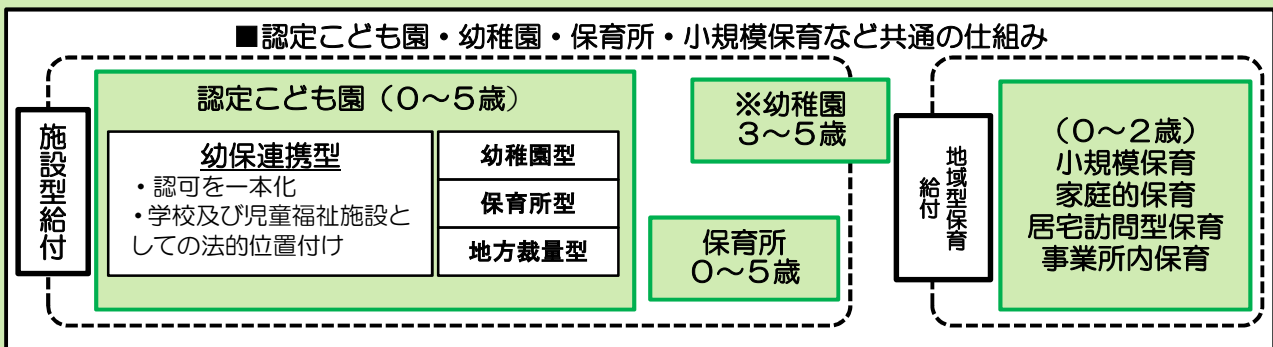 ■認定こども園・幼稚園・保育所・小規模保育など共通の仕組み
施設型給付
認定こども園（０～５歳）
幼保連携型
・認可を一本化
・学校及び児童福祉施設と
しての法的位置付け
幼稚園型
保育所型
地方裁量型
※幼稚園
３～５歳
保育所
０～５歳
地域型保育
給付
（０～２歳）
小規模保育
家庭的保育
居宅訪問型保育
事業所内保育